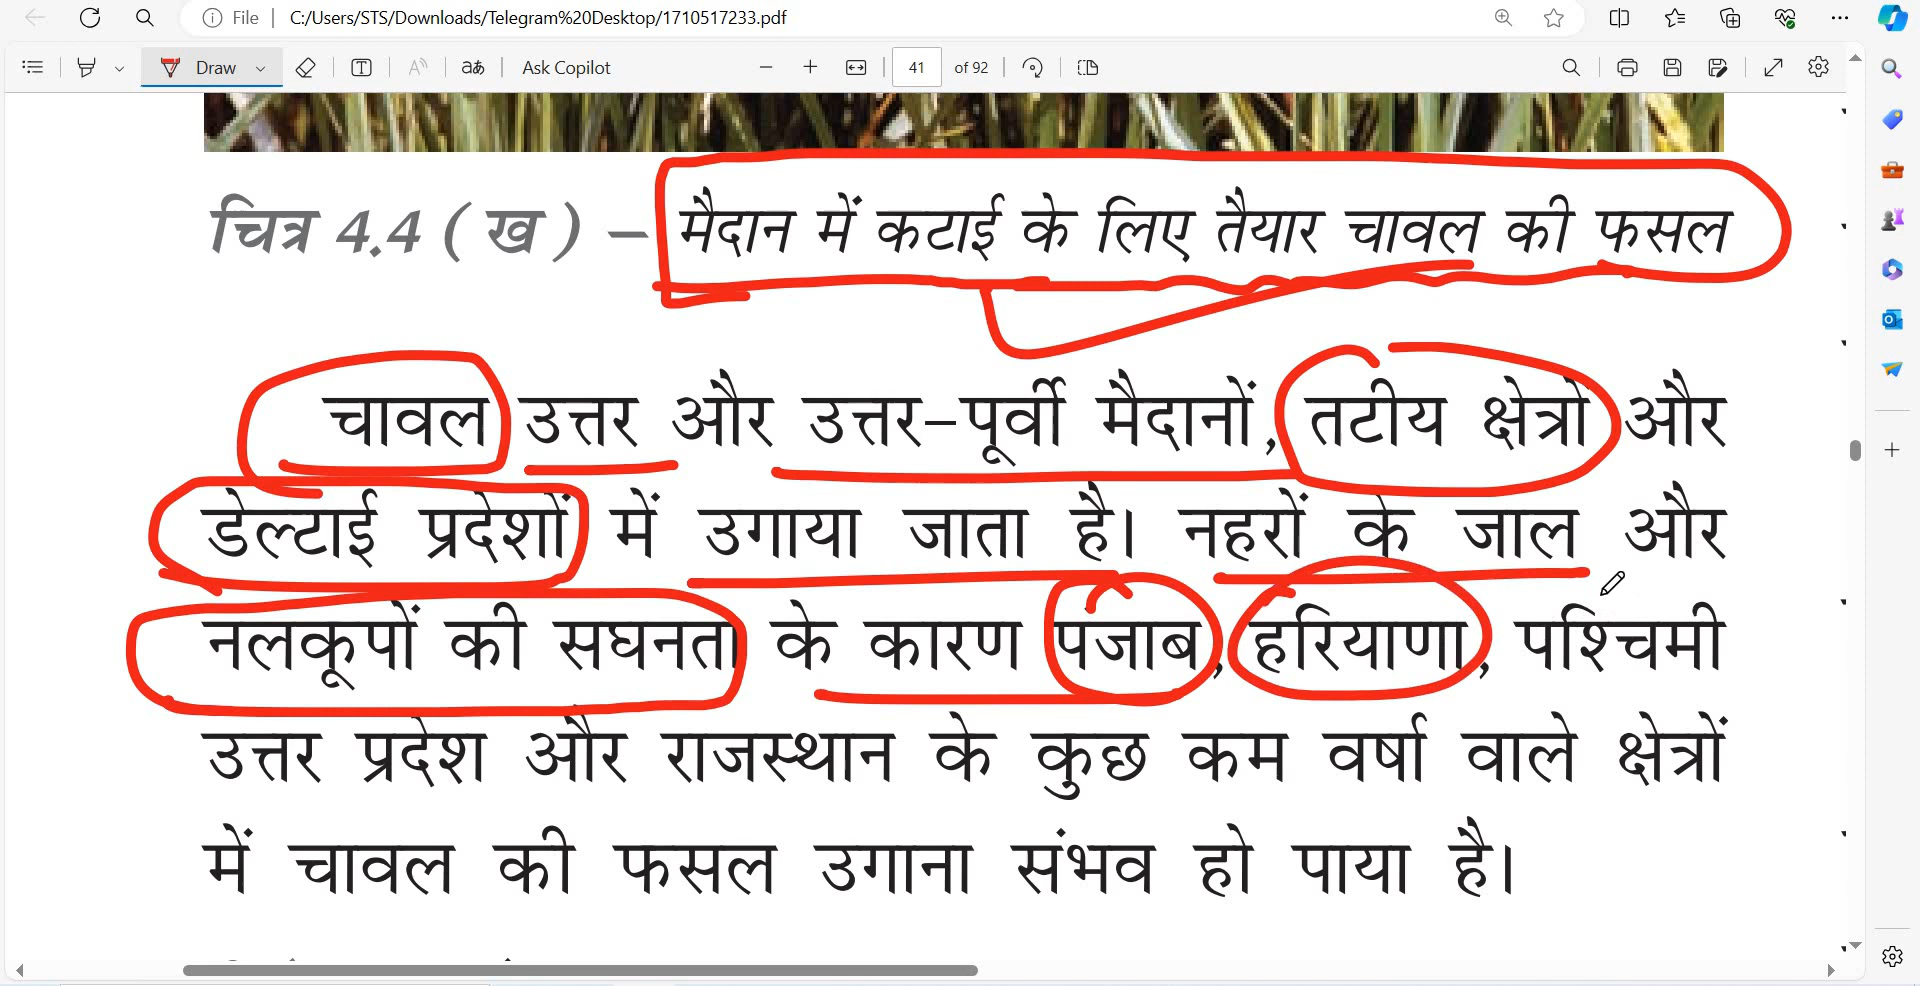 File
C:/Users/STS/Downloads/Telegram%20Desktop/1710517233.pdf
Draw
Ask Copilot
41 of 92
चित्र 4.4 (ख) – मैदान में कटाई के लिए तैयार चावल की फसल
चावल उत्तर और उत्तर-पूर्वी मैदानों, तटीय क्षेत्रों और
डेल्टाई प्रदेशों में उगाया जाता है। नहरों के जाल और
नलकूपों की सघनता के कारण पंजाब, हरियाणा, पश्चिमी
उत्तर प्रदेश और राजस्थान के कुछ कम वर्षा वाले क्षेत्रों
में चावल की फसल उगाना संभव हो पाया है।